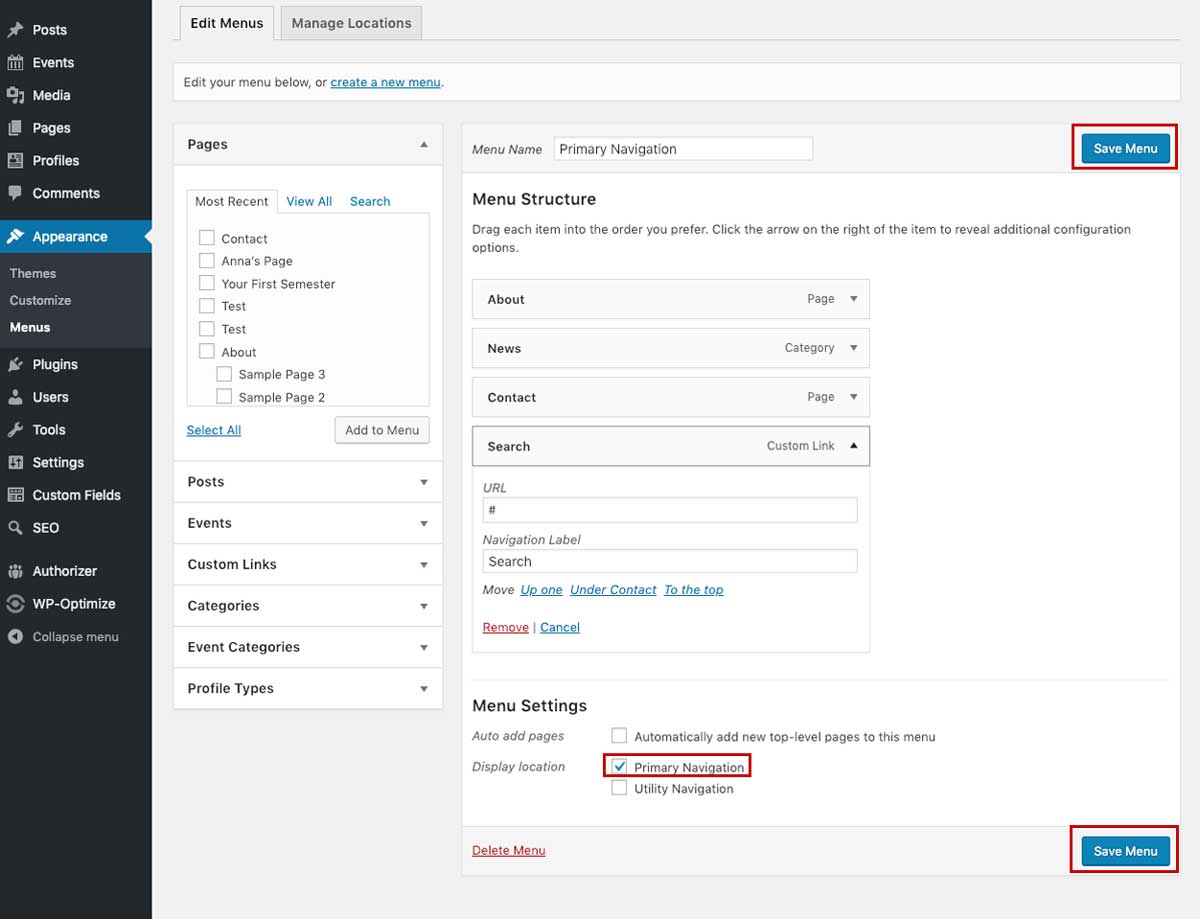 Posts
Events
Media
Pages
Profiles
Comments
Appearance
Themes
Customize
Menus
Plugins
Users
Tools
Settings
Custom Fields
SEO
Authorizer
WP-Optimize
Collapse menu
Edit Menus
Manage Locations
Edit your menu below, or create a new menu.
Pages
Most Recent View All Search
Contact
Anna's Page
Your First Semester
Test
Test
About
Sample Page 3
Sample Page 2
Select All
Add to Menu
Posts
Events
Custom Links
Categories
Event Categories
Profile Types
Menu Name Primary Navigation
Save Menu
Menu Structure
Drag each item into the order you prefer. Click the arrow on the right of the item to reveal additional configuration
options.
About Page
News Category
Contact Page
Search Custom Link
URL
#
Navigation Label
Search
Move Up one Under Contact To the top
Remove | Cancel
Menu Settings
Auto add pages Automatically add new top-level pages to this menu
Display location Primary Navigation
Utility Navigation
Delete Menu
Save Menu